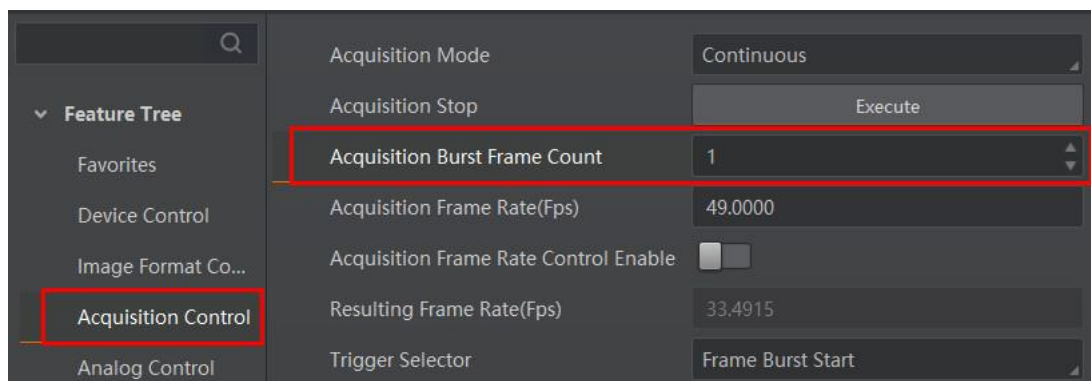 Acquisition Mode Continuous
Feature Tree Acquisition Stop Execute
Favorites Acquisition Burst Frame Count 1
Device Control Acquisition Frame Rate(Fps) 49.0000
Image Format Co... Acquisition Frame Rate Control Enable
Acquisition Control Resulting Frame Rate(Fps) 33.4915
Analog Control Trigger Selector Frame Burst Start